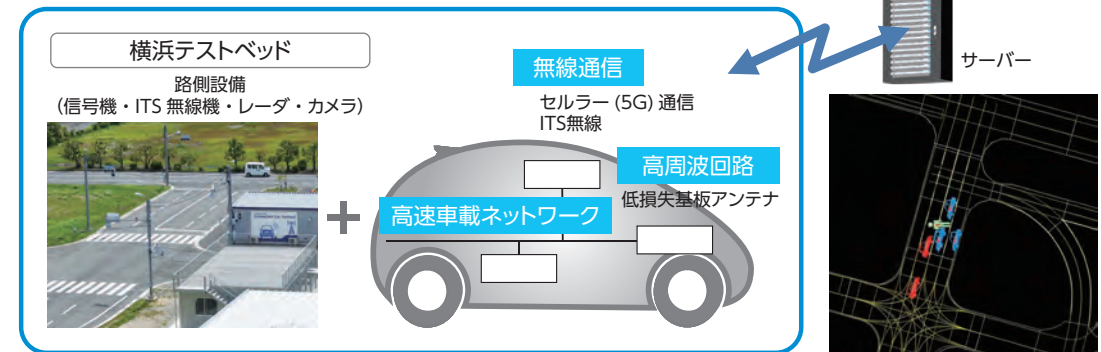 横浜テストベッド
路側設備
（信号機・ITS 無線機・レーダ・カメラ）
無線通信
セルラー (5G) 通信
ITS無線
高周波回路
低損失基板アンテナ
高速車載ネットワーク
サーバー